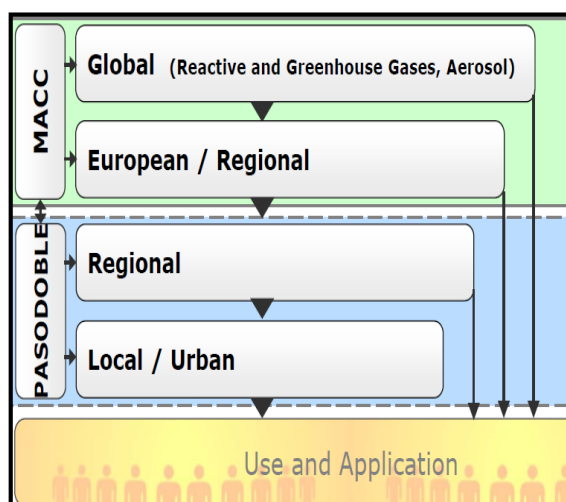 MACC
Global (Reactive and Greenhouse Gases, Aerosol)
European / Regional
PASODOBLE
Regional
Local / Urban
Use and Application